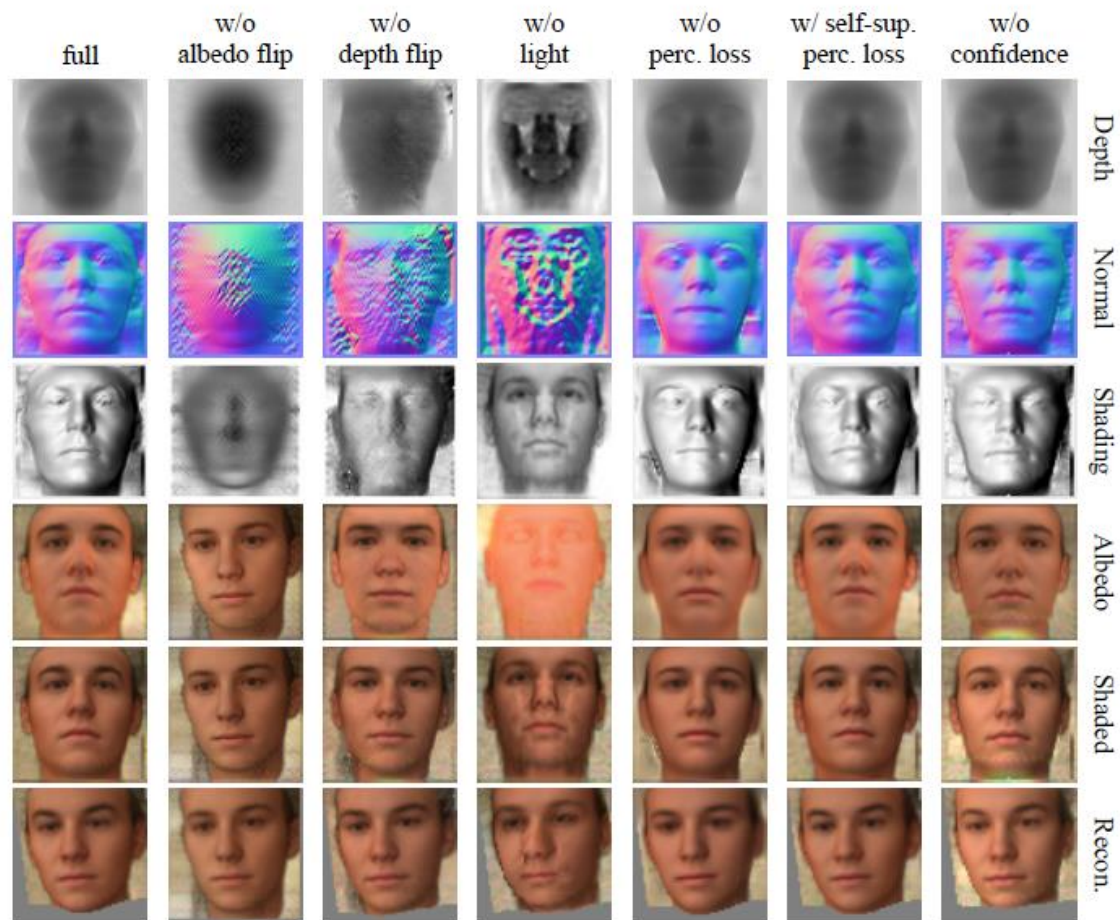 full
w/o
albedo flip
w/o
depth flip
w/o
light
w/o
perc. loss
w/ self-sup.
perc. loss
w/o
confidence
Depth
Normal
Shading
Albedo
Shaded
Recon.